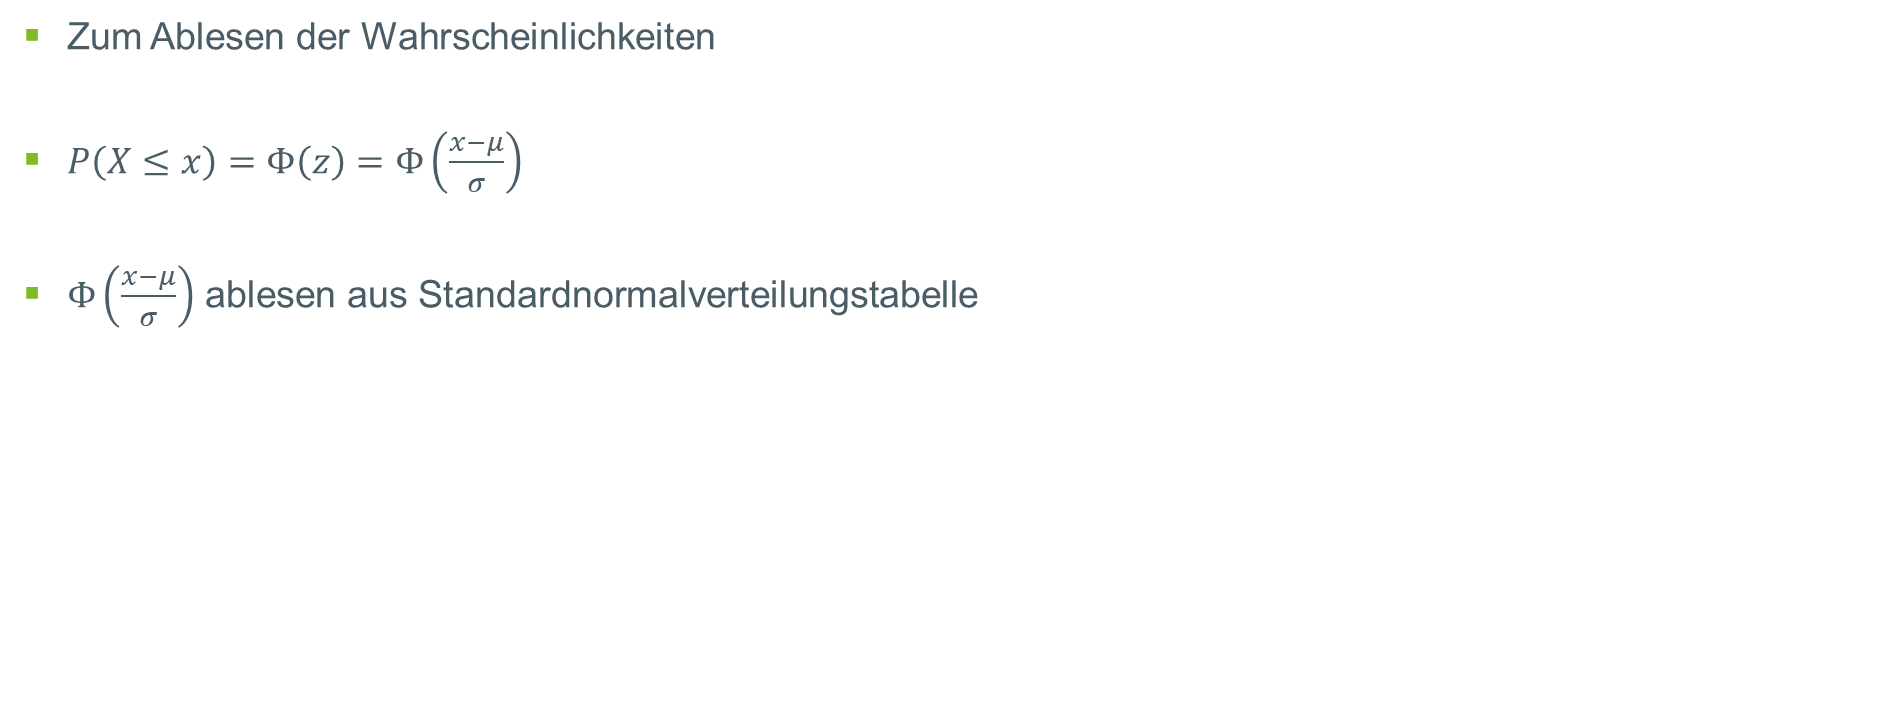 ▪ Zum Ablesen der Wahrscheinlichkeiten
▪ P(X ≤ x) = Φ(z) = Φ((x−μ)/σ)
▪ Φ((x−μ)/σ) ablesen aus Standardnormalverteilungstabelle